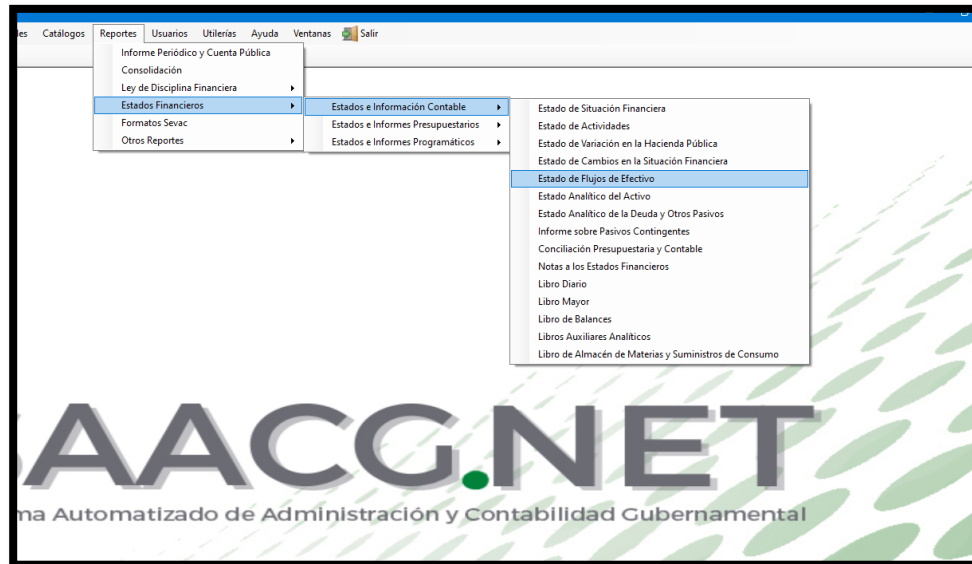 Catálogos Reportes Usuarios Utilerías Ayuda Ventanas Salir
Informe Periódico y Cuenta Pública
Consolidación
Ley de Disciplina Financiera
Estados Financieros
Formatos Sevac
Otros Reportes
Estados e Información Contable
Estados e Informes Presupuestarios
Estados e Informes Programáticos
Estado de Situación Financiera
Estado de Actividades
Estado de Variación en la Hacienda Pública
Estado de Cambios en la Situación Financiera
Estado de Flujos de Efectivo
Estado Analítico del Activo
Estado Analítico de la Deuda y Otros Pasivos
Informe sobre Pasivos Contingentes
Conciliación Presupuestaria y Contable
Notas a los Estados Financieros
Libro Diario
Libro Mayor
Libro de Balances
Libros Auxiliares Analíticos
Libro de Almacén de Materias y Suministros de Consumo
AACG.NET
ma Automatizado de Administración y Contabilidad Gubernamental